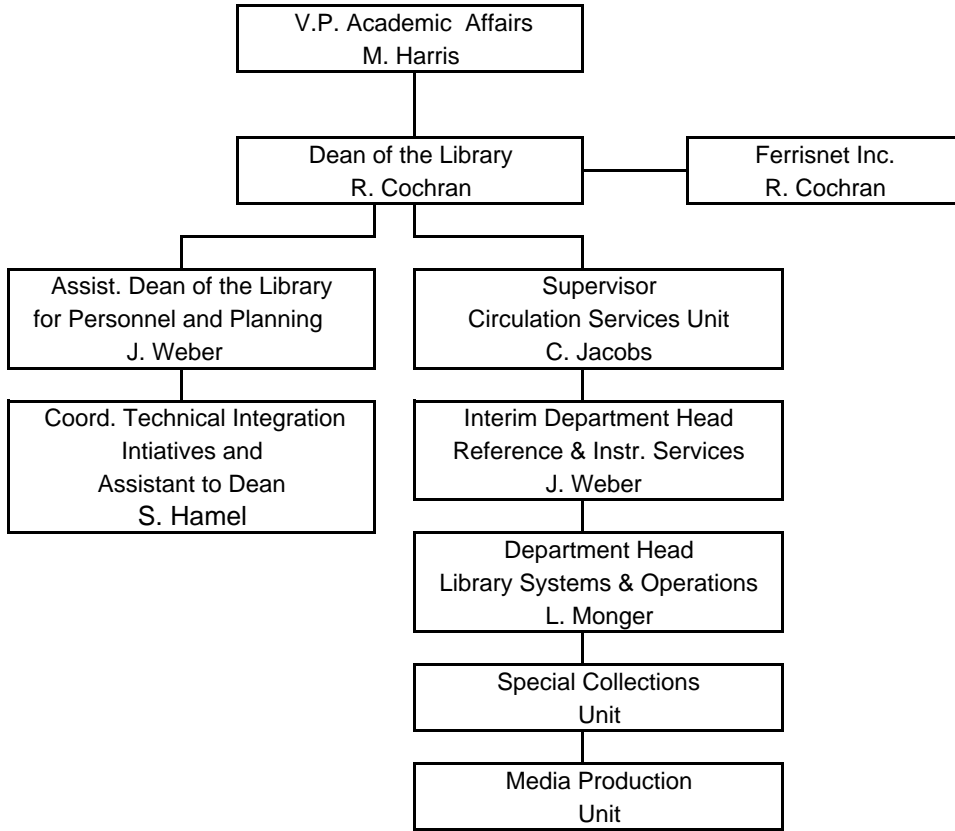 V.P. Academic Affairs
M. Harris
Dean of the Library
R. Cochran
Ferrisnet Inc.
R. Cochran
Assist. Dean of the Library
for Personnel and Planning
J. Weber
Supervisor
Circulation Services Unit
C. Jacobs
Coord. Technical Integration
Intiatives and
Assistant to Dean
S. Hamel
Interim Department Head
Reference & Instr. Services
J. Weber
Department Head
Library Systems & Operations
L. Monger
Special Collections
Unit
Media Production
Unit